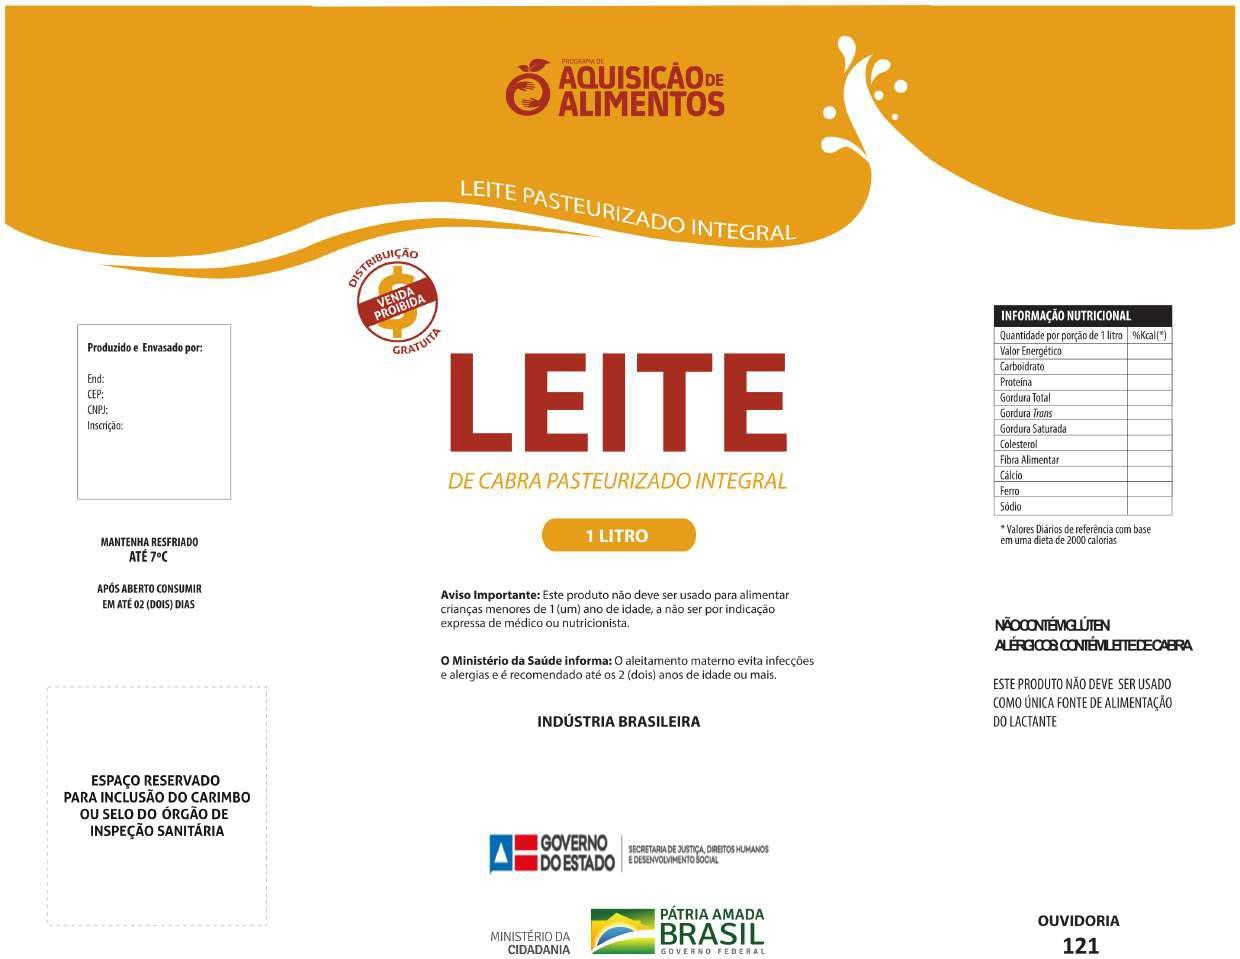 PROGRAMA DE
AQUISIÇÃO DE
ALIMENTOS
LEITE PASTEURIZADO INTEGRAL
DISTRIBUIÇÃO
VENDA
PROIBIDA
GRATUITA
LEITE
DE CABRA PASTEURIZADO INTEGRAL
1 LITRO
Aviso Importante: Este produto não deve ser usado para alimentar
crianças menores de 1(um) ano de idade, a não ser por indicação
expressa de médico ou nutricionista.
O Ministério da Saúde informa: O aleitamento materno evita infecções
e alergias e é recomendado até os 2 (dois) anos de idade ou mais.
INDÚSTRIA BRASILEIRA
GOVERNO
DO ESTADO
SECRETARIA DE JUSTIÇA, DIREITOS HUMANOS
E DESENVOLVIMENTO SOCIAL
MINISTÉRIO DA
CIDADANIA
PÁTRIA AMADA
BRASIL
GOVERNO FEDERAL
Produzido e Envasado por:
End:
CEP:
CNPJ:
Inscrição:
MANTENHA RESFRIADO
ATÉ 7ºC
APÓS ABERTO CONSUMIR
EM ATÉ 02 (DOIS) DIAS
ESPAÇO RESERVADO
PARA INCLUSÃO DO CARIMBO
OU SELO DO ÓRGÃO DE
INSPEÇÃO SANITÁRIA
INFORMAÇÃO NUTRICIONAL
Quantidade por porção de 1 litro %Kcal(*)
Valor Energético
Carboidrato
Proteína
Gordura Total
Gordura Trans
Gordura Saturada
Colesterol
Fibra Alimentar
Cálcio
Ferro
Sódio
* Valores Diários de referência com base
em uma dieta de 2000 calorias
NÃO CONTÉM GLÚTEN
ALÉRGICOS: CONTÉM LEITE DE CABRA
ESTE PRODUTO NÃO DEVE SER USADO
COMO ÚNICA FONTE DE ALIMENTAÇÃO
DO LACTANTE
OUVIDORIA
121